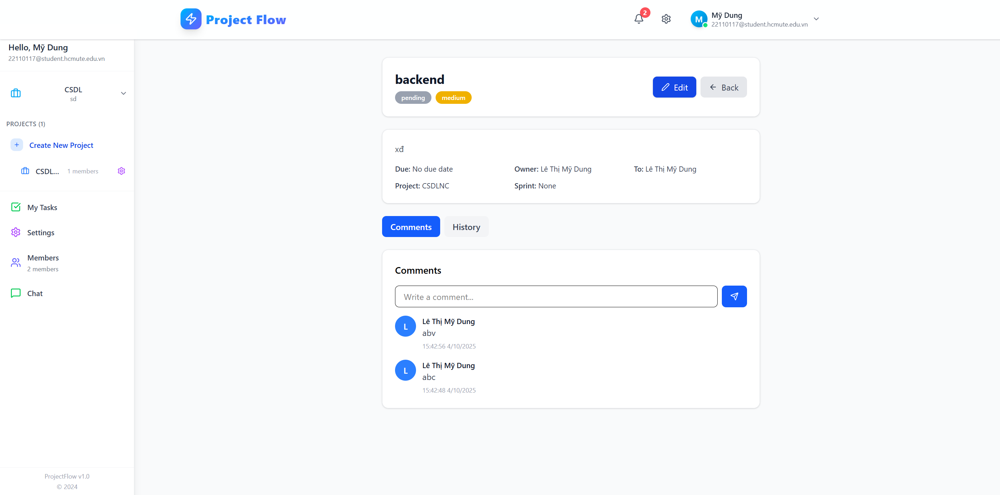 Project Flow
2
M
Mỹ Dung
22110117@student.hcmute.edu.vn
Hello, Mỹ Dung
22110117@student.hcmute.edu.vn
CSDL
sd
PROJECTS (1)
+ Create New Project
CSDL... 1 members
My Tasks
Settings
Members
2 members
Chat
ProjectFlow v1.0
© 2024
backend
pending medium
Edit
Back
xđ
Due: No due date Owner: Lê Thị Mỹ Dung To: Lê Thị Mỹ Dung
Project: CSDLNC Sprint: None
Comments History
Comments
Write a comment...
L
Lê Thị Mỹ Dung
abv
15:42:56 4/10/2025
L
Lê Thị Mỹ Dung
abc
15:42:48 4/10/2025